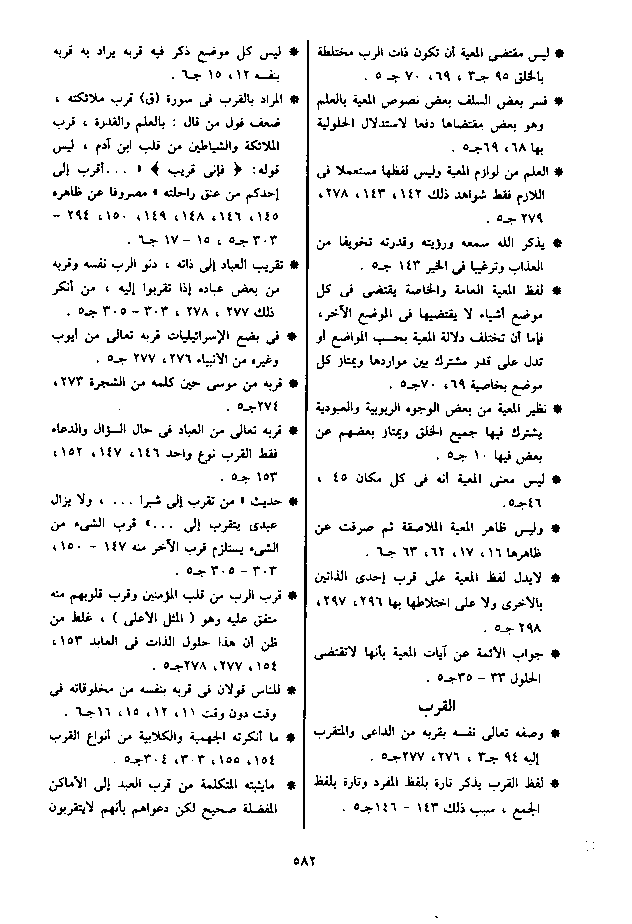 * ليس مقتضى المعية أن تكون ذات الرب مختلطة
بالخلق ٩٥ جـ٣ ، ٦٩، ٧٠ جـ ٥ .
* فسر بعض السلف بعض نصوص المعية بالعلم
وهو بعض مقتضاها دفعا لاستدلال الحلولية
بها ٦٨، ٦٩جـ٥ .
* العلم من لوازم المعية وليس لفظها مستعملا فى
اللازم فقط شواهد ذلك ١٤٢، ١٤٣، ٢٧٨،
٢٧٩ جـ٥ .
* يذكر الله سمعه ورؤيته وقدرته تخويفا من
العذاب وترغيبا فى الخير ١٤٣ جـ٥ .
* لفظ المعية العامة والخاصة يقتضى فى كل
موضع أشياء لا يقتضيها فى الموضع الآخر،
فإما أن تختلف دلالة المعية بحسب المواضع أو
تدل على قدر مشترك بين مواردها ويمتاز كل
موضع بخاصية ٦٩، ٧٠جـ٥ .
* نظير المعية من بعض الوجوه الربوبية والعبودية
يشترك فيها جميع الخلق ويمتاز بعضهم عن
بعض فيها ١٠ جـ٥ .
* ليس معنى المعية أنه فى كل مكان ٤٥ ،
٤٦جـ٥.
* وليس ظاهر المعية الملاصقة ثم صرفت عن
ظاهرها ١٦، ١٧، ٦٢، ٦٣ جـ٦ .
* لايدل لفظ المعية على قرب إحدى الذاتين
بالاخرى ولا على اختلاطها بها ٢٩٦، ٢٩٧،
٢٩٨ جـ٥ .
* جواب الأئمة عن آيات المعية بأنها لاتقتضى
الحلول ٣٣ – ٣٥جـ٥ .
القرب
* وصفه تعالى نفسه بقربه من الداعى والمتقرب
إليه ٩٤ جـ٣ ، ٢٧٦، ٢٧٧جـ٥ .
* لفظ القرب يذكر تارة بلفظ المفرد وتارة بلفظ
الجمع ، سبب ذلك ١٤٣ – ١٤٦جـ٥ .
* ليس كل موضع ذكر فيه قربه يراد به قربه
بنفسه ١٢، ١٥ جـ٦ .
* المراد بالقرب فى سورة (ق) قرب ملائكته ،
ضعف قول من قال : بالعلم والقدرة ، قرب
الملائكة والشياطين من قلب ابن آدم ، ليس
قوله: ﴿ فإنى قريب ﴾ « ...أقرب إلى
إحدكم من عنق راحلته » مصروفا عن ظاهره
١٤٥، ١٤٦، ١٤٨، ١٤٩، ١٥٠، ٢٩٤ –
٣٠٣ جـ٥ ، ١٥ – ١٧ جـ٦ .
* تقريب العباد إلى ذاته ، دنو الرب نفسه وقربه
من بعض عباده إذا تقربوا إليه ، من أنكر
ذلك ٢٧٧ ، ٢٧٨ ، ٣٠٣ – ٣٠٥ جـ٥ .
* فى بضع الإسرائيليات قربه تعالى من أيوب
وغيره من الانبياء ٢٧٦، ٢٧٧ جـ٥ .
* قربه من موسى حين كلمه من الشجرة ٢٧٣،
٢٧٤جـ٥ .
* قربه تعالى من العباد فى حال السؤال والدعاء
فقط القرب نوع واحد ١٤٦، ١٤٧، ١٥٢،
١٥٣ جـ٥ .
* حديث « من تقرب إلى شبرا ... ، ولا يزال
عبدى يتقرب إلى ...» قرب الشىء من
الشىء يستلزم قرب الآخر منه ١٤٧ – ١٥٠،
٣٠٣ – ٣٠٥ جـ٥ .
* قرب الرب من قلب المؤمنين وقرب قلوبهم منه
متفق عليه وهو ( المثل الأعلى ) ، غلط من
ظن أن هذا حلول الذات فى العابد ١٥٣،
١٥٤، ٢٧٧، ٢٧٨جـ٥ .
* للناس قولان فى قربه بنفسه من مخلوقاته فى
وقت دون وقت ١١، ١٢، ١٥، ١٦جـ٦ .
* ما أنكرته الجهمية والكلابية من أنواع القرب
١٥٤، ١٥٥، ٣٠٣، ٣٠٤جـ٥ .
* مايثبته المتكلمة من قرب العبد إلى الأماكن
المفضلة صحيح لكن دعواهم بأنهم لايتقربون
٥٨٢